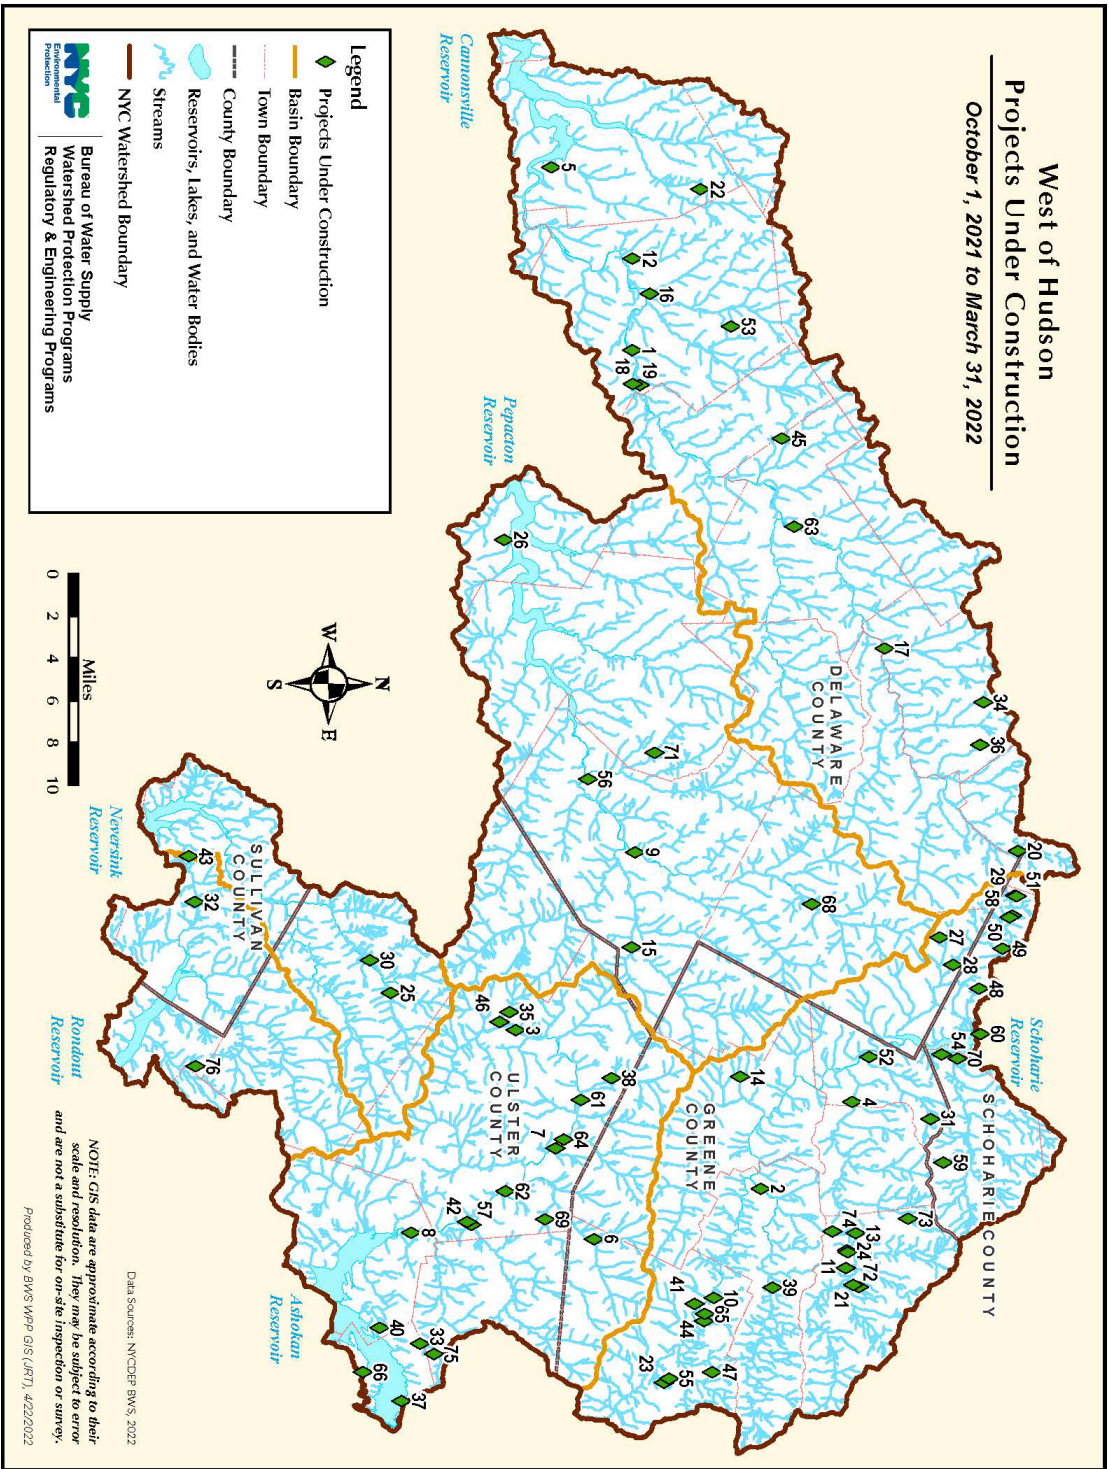 West of Hudson
Projects Under Construction
October 1, 2021 to March 31, 2022
Cannonsville
Reservoir
Pepacton
Reservoir
Schoharie
Reservoir
Neversink
Reservoir
Rondout
Reservoir
Ashokan
Reservoir
DELAWARE
COUNTY
SCHOHARIE COUNTY
GREENE
COUNTY
ULSTER
COUNTY
SULLIVAN
COUNTY
5
22
12
16
53
1
19
18
45
63
26
17
34
36
71
56
9
20
51
29
58
50
49
68
27
28
48
60
54
70
15
52
14
4
31
59
73
2
74
13
24
11
72
21
39
10
65
41
44
47
23
55
43
32
30
25
46
35
3
76
38
61
64
7
62
69
6
57
42
8
40
33
75
66
37
Legend
Projects Under Construction
Basin Boundary
Town Boundary
County Boundary
Reservoirs, Lakes, and Water Bodies
Streams
NYC Watershed Boundary
NYC
Environmental
Protection
Bureau of Water Supply
Watershed Protection Programs
Regulatory & Engineering Programs
N
W
E
S
Miles
0 2 4 6 8 10
Data Sources: NYCDEP BWS, 2022
NOTE: GIS data are approximate according to their
scale and resolution. They may be subject to error
and are not a substitute for on-site inspection or survey.
Produced by BWS WPP GIS (JRT), 4/22/2022